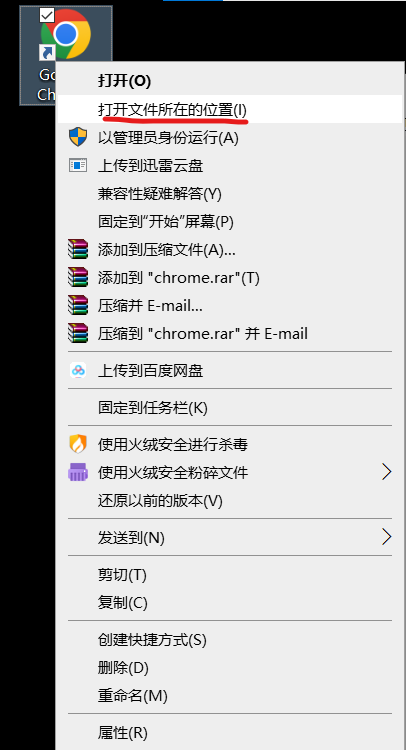 Go
Ch
打开(O)
打开文件所在的位置(I)
以管理员身份运行(A)
上传到迅雷云盘
兼容性疑难解答(Y)
固定到"开始"屏幕(P)
添加到压缩文件(A)...
添加到 "chrome.rar"(T)
压缩并 E-mail...
压缩到 "chrome.rar" 并 E-mail
上传到百度网盘
固定到任务栏(K)
使用火绒安全进行杀毒
使用火绒安全粉碎文件
还原以前的版本(V)
发送到(N)
剪切(T)
复制(C)
创建快捷方式(S)
删除(D)
重命名(M)
属性(R)